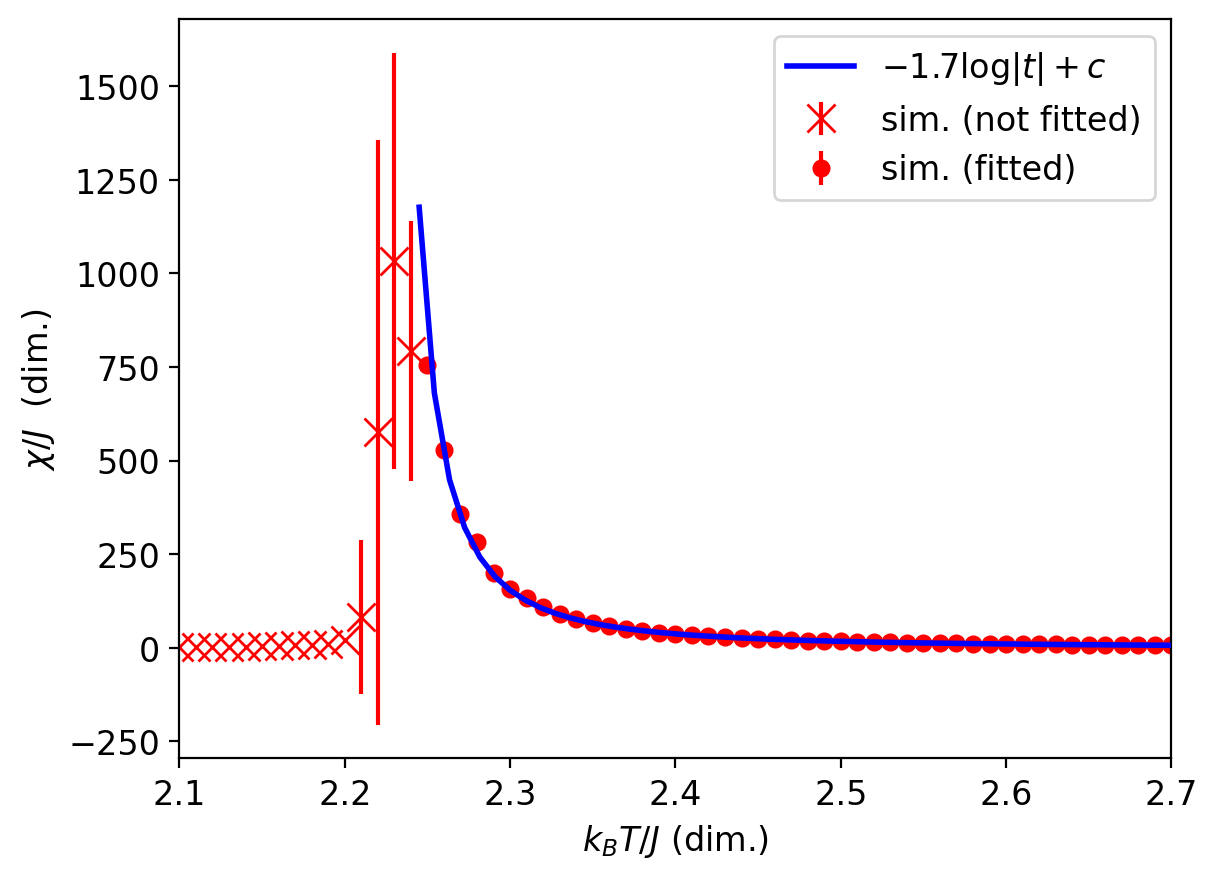 −1.7log|t| + c
sim. (not fitted)
sim. (fitted)
1500
1250
1000
750
500
250
0
−250
χ/J (dim.)
2.1 2.2 2.3 2.4 2.5 2.6 2.7
k_BT/J (dim.)